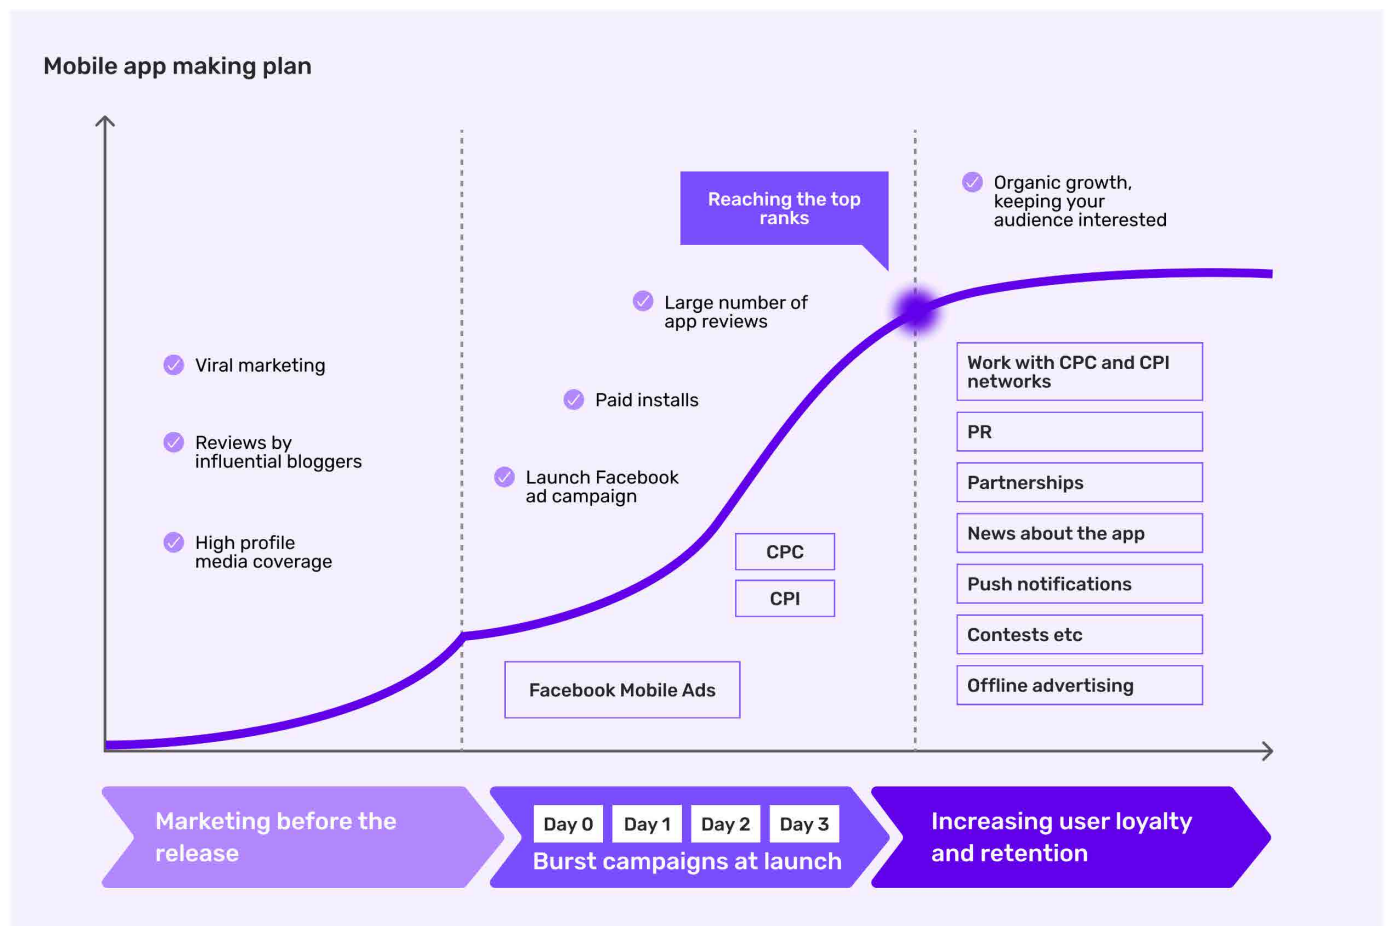 Mobile app making plan
Viral marketing
Reviews by
influential bloggers
High profile
media coverage
Reaching the top
ranks
Large number of
app reviews
Paid installs
Launch Facebook
ad campaign
CPC
CPI
Facebook Mobile Ads
Organic growth,
keeping your
audience interested
Work with CPC and CPI
networks
PR
Partnerships
News about the app
Push notifications
Contests etc
Offline advertising
Marketing before the
release
Day 0 Day 1 Day 2 Day 3
Burst campaigns at launch
Increasing user loyalty
and retention